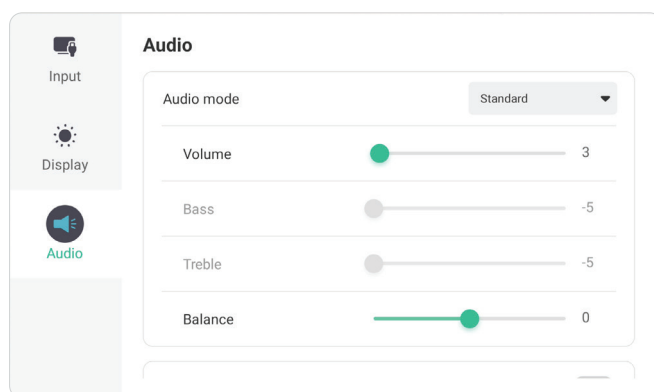 Input
Display
Audio
Audio
Audio mode Standard
Volume 3
Bass -5
Treble -5
Balance 0